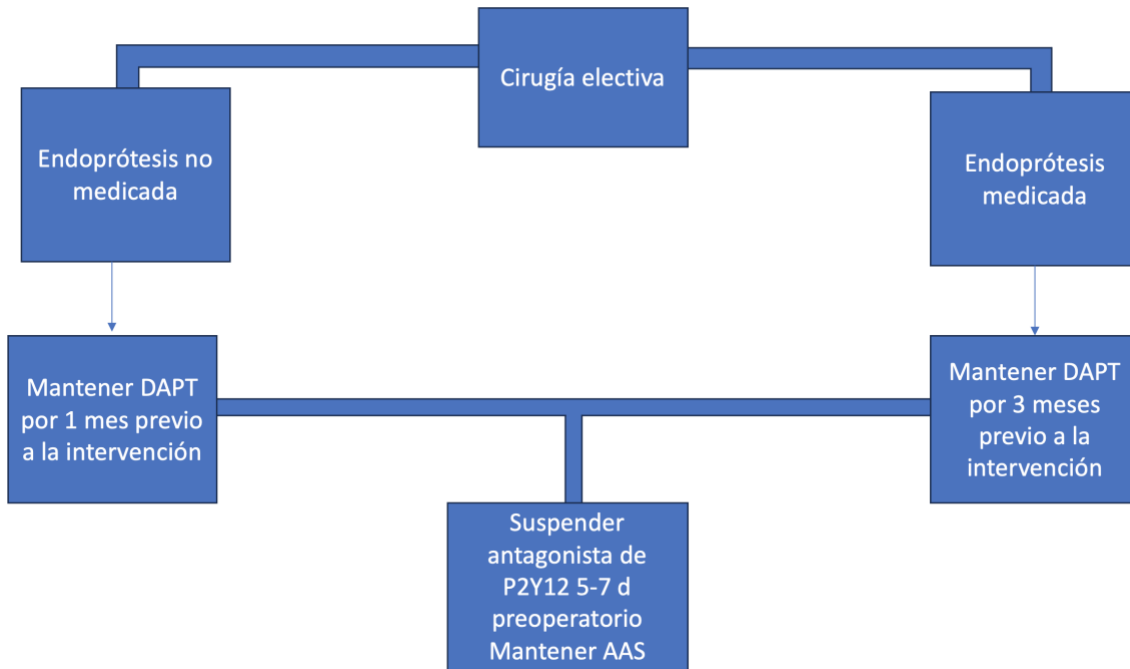 Cirugía electiva
Endoprótesis no
medicada
Endoprótesis
medicada
Mantener DAPT
por 1 mes previo
a la intervención
Mantener DAPT
por 3 meses
previo a la
intervención
Suspender
antagonista de
P2Y12 5-7 d
preoperatorio
Mantener AAS